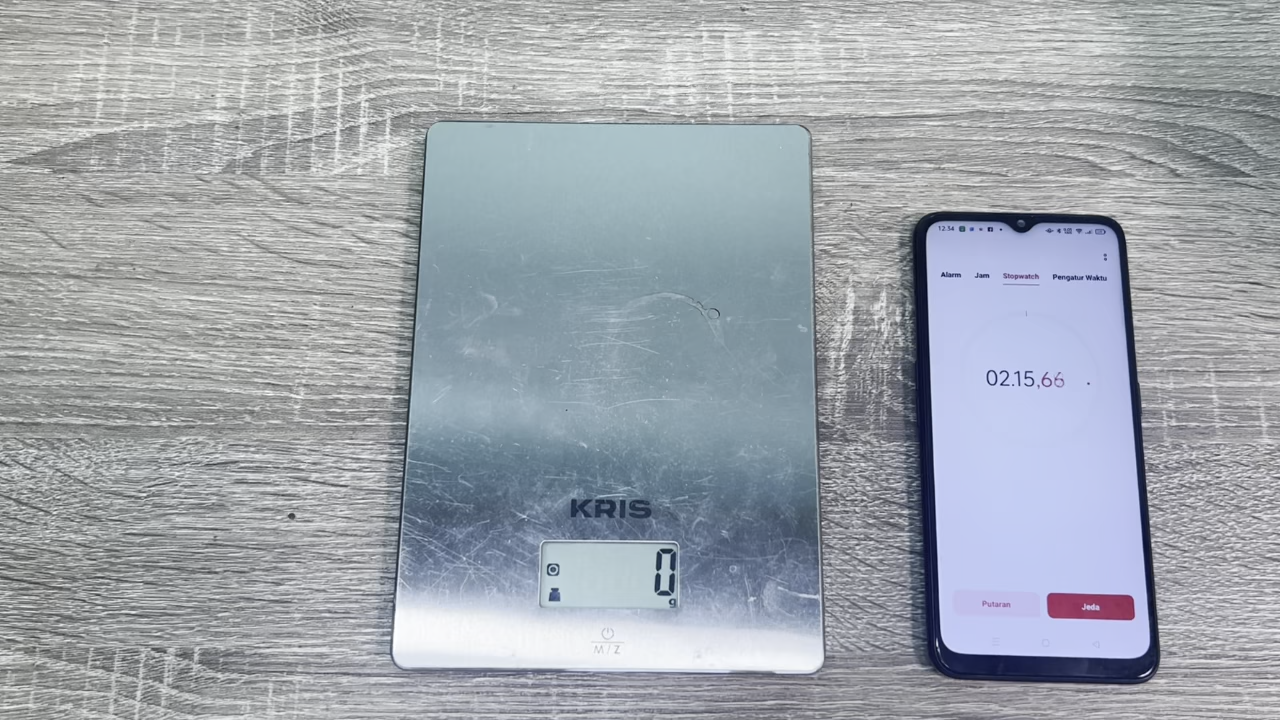 KRIS
0
g
M/Z
12.34
Alarm Jam Stopwatch Pengatur Waktu
02.15,66
Putaran Jeda